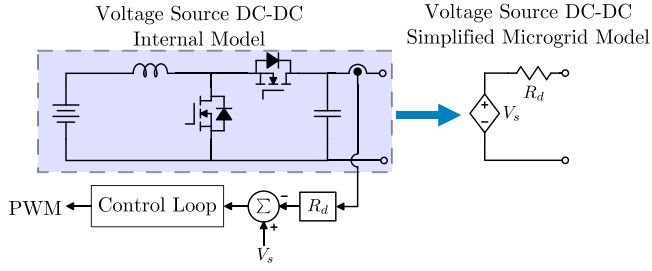 Voltage Source DC-DC
Internal Model
Voltage Source DC-DC
Simplified Microgrid Model
R_d
+
−
V_s
PWM
Control Loop
Σ
−
+
R_d
V_s